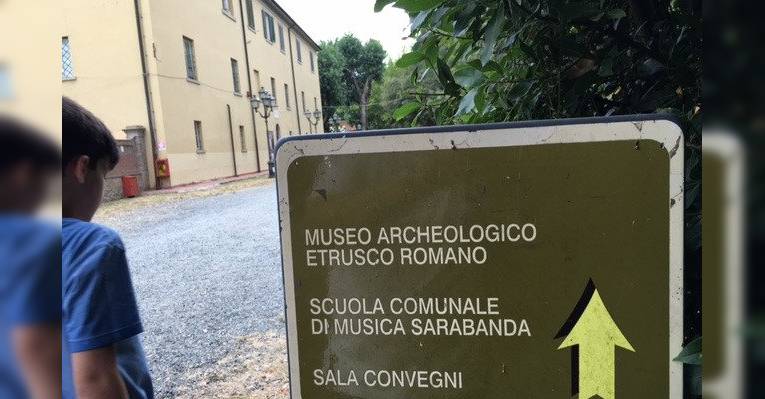 MUSEO ARCHEOLOGICO
ETRUSCO ROMANO
SCUOLA COMUNALE
DI MUSICA SARABANDA
SALA CONVEGNI